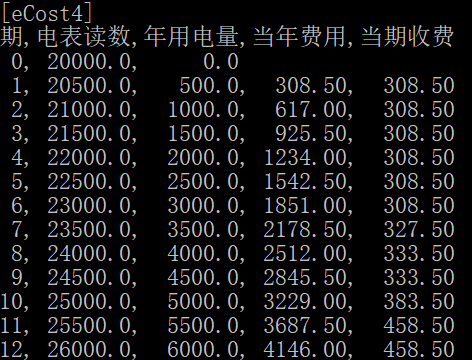 [eCost4]
期,电表读数,年用电量,当年费用,当期收费
0, 20000.0, 0.0
1, 20500.0, 500.0, 308.50, 308.50
2, 21000.0, 1000.0, 617.00, 308.50
3, 21500.0, 1500.0, 925.50, 308.50
4, 22000.0, 2000.0, 1234.00, 308.50
5, 22500.0, 2500.0, 1542.50, 308.50
6, 23000.0, 3000.0, 1851.00, 308.50
7, 23500.0, 3500.0, 2178.50, 327.50
8, 24000.0, 4000.0, 2512.00, 333.50
9, 24500.0, 4500.0, 2845.50, 333.50
10, 25000.0, 5000.0, 3229.00, 383.50
11, 25500.0, 5500.0, 3687.50, 458.50
12, 26000.0, 6000.0, 4146.00, 458.50